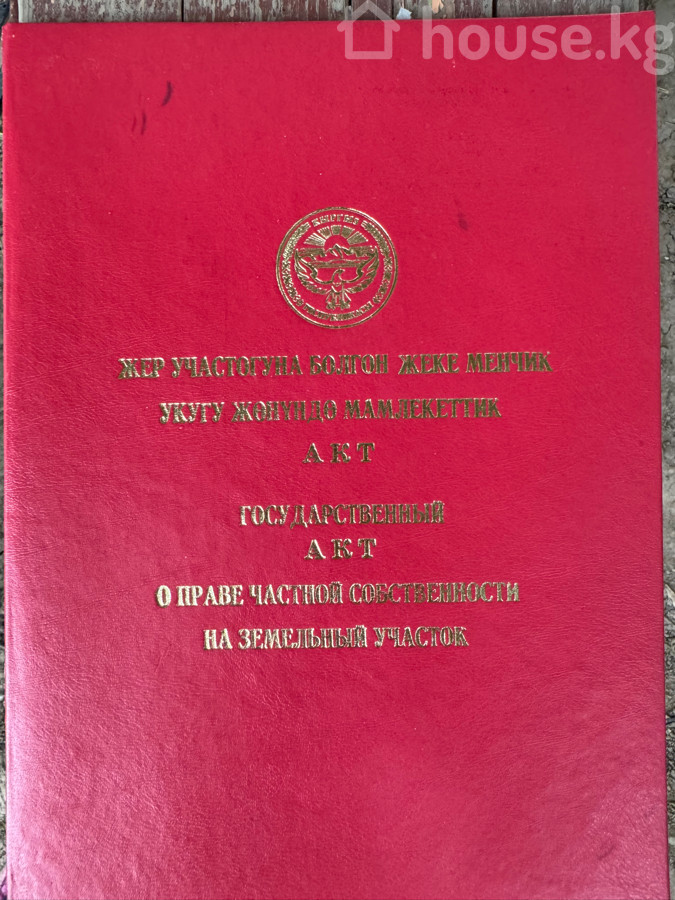 house.kg
ЖЕР УЧАСТОГУНА БОЛГОН ЖЕКЕ МЕНЧИК
УКУГУ ЖӨНҮНДӨ МАМЛЕКЕТТИК
АКТ
ГОСУДАРСТВЕННЫЙ
АКТ
О ПРАВЕ ЧАСТНОЙ СОБСТВЕННОСТИ
НА ЗЕМЕЛЬНЫЙ УЧАСТОК